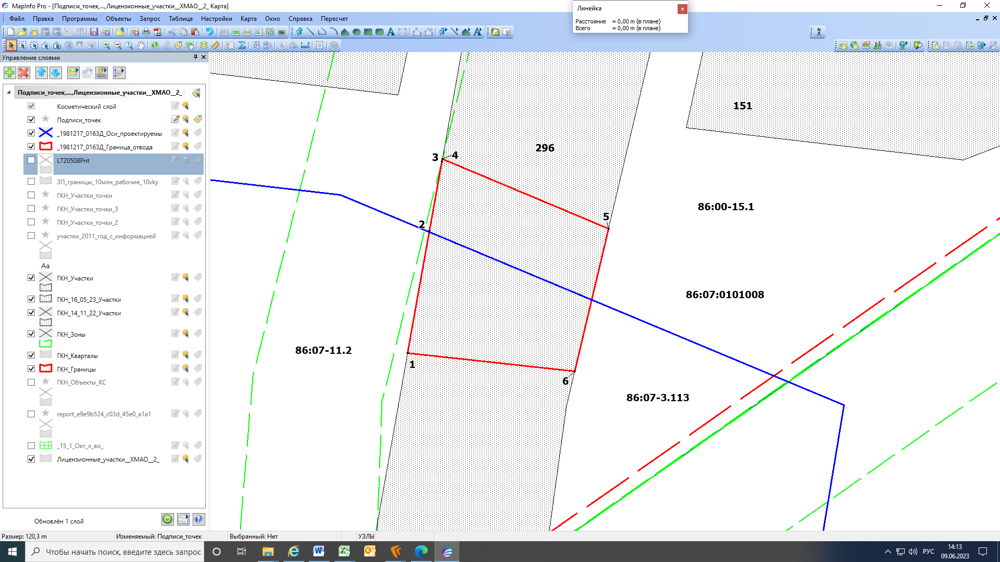 MapInfo Pro - [Подписи_точек,...,Лицензионные_участки__ХМАО__2_ Карта]
Файл Правка Программы Объекты Запрос Таблица Настройки Карта Окно Справка Пересчет
Линейка
Расстояние = 0,00 m (в плане)
Всего = 0,00 m (в плане)
N
Управление слоями
Подписи_точек,...,Лицензионные_участки__ХМАО__2_
Косметический слой
Подписи_точек
_1981217_0163Д_Оси_проектируемы
_1981217_0163Д_Граница_отвода
L720508Pnt
ЗП_границы_10млн_рабочие_10vky
ГКН_Участки_точки
ГКН_Участки_точки_3
ГКН_Участки_точки_2
участки_2011_год_с_информацией
Aa
ГКН_Участки
ГКН_16_05_23_Участки
ГКН_14_11_22_Участки
ГКН_Зоны
ГКН_Кварталы
ГКН_Границы
ГКН_Объекты_КС
report_e9e9b524_c03d_45e0_a1a1
_15_1_Окт_л_во_
Лицензионные_участки__ХМАО__2_
Обновлён 1 слой
151
296
3 4
5
86:00-15.1
2
86:07:0101008
86:07-11.2
1
6
86:07-3.113
Размер: 120,3 m Изменяемый: Подписи_точек Выбранный: Нет УЗЛЫ
Чтобы начать поиск, введите здесь запрос
РУС
14:13
09.06.2023